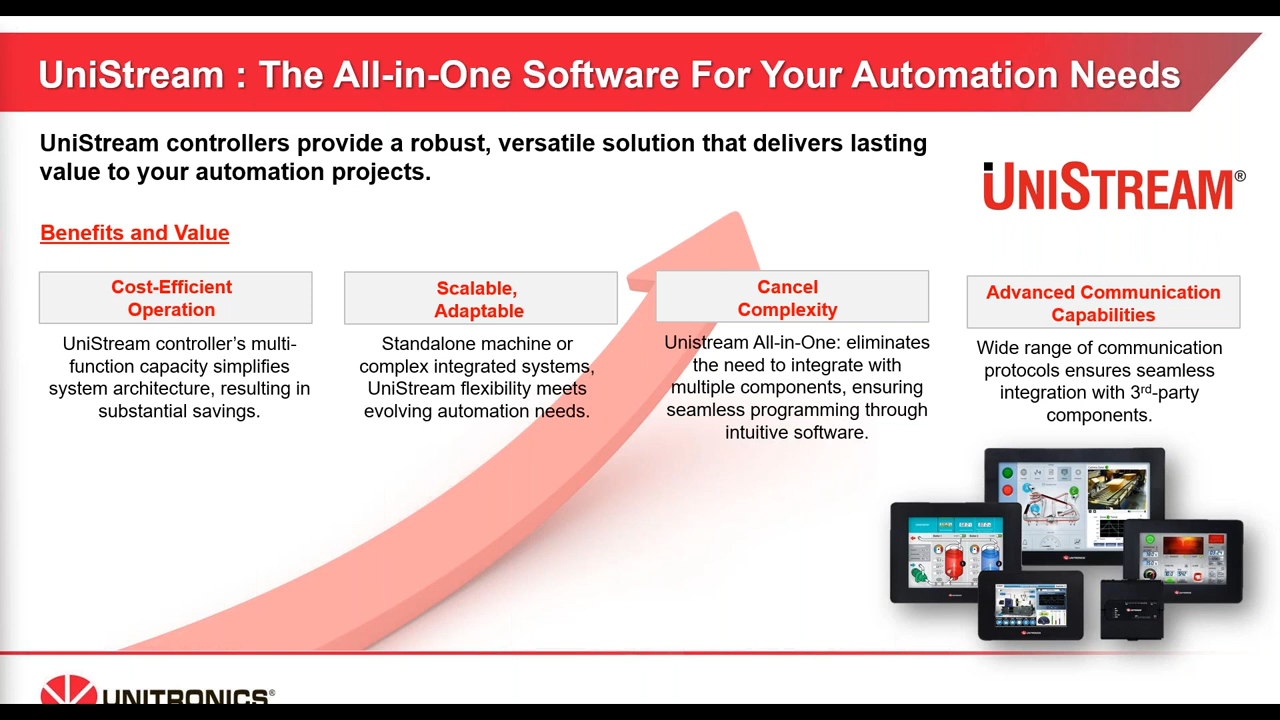 UniStream : The All-in-One Software For Your Automation Needs
UniStream controllers provide a robust, versatile solution that delivers lasting
value to your automation projects.
UNISTREAM®
Benefits and Value
Cost-Efficient
Operation
UniStream controller’s multi-
function capacity simplifies
system architecture, resulting in
substantial savings.
Scalable,
Adaptable
Standalone machine or
complex integrated systems,
UniStream flexibility meets
evolving automation needs.
Cancel
Complexity
Unistream All-in-One: eliminates
the need to integrate with
multiple components, ensuring
seamless programming through
intuitive software.
Advanced Communication
Capabilities
Wide range of communication
protocols ensures seamless
integration with 3rd-party
components.
UNITRONICS
UNITRONICS®